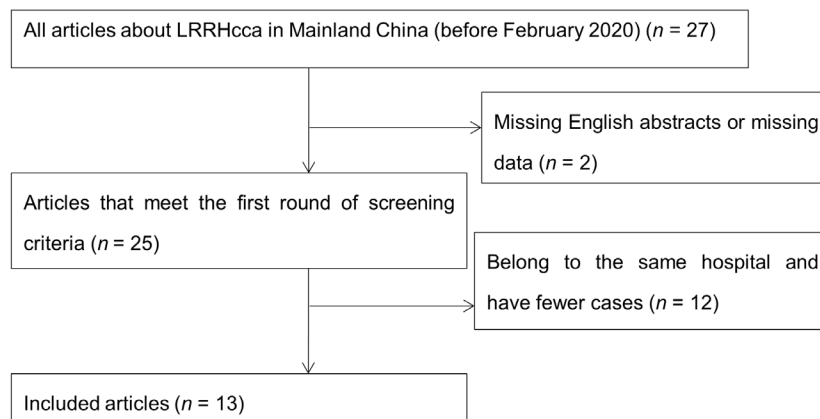 All articles about LRRHcca in Mainland China (before February 2020) (n = 27)
Missing English abstracts or missing
data (n = 2)
Articles that meet the first round of screening
criteria (n = 25)
Belong to the same hospital and
have fewer cases (n = 12)
Included articles (n = 13)